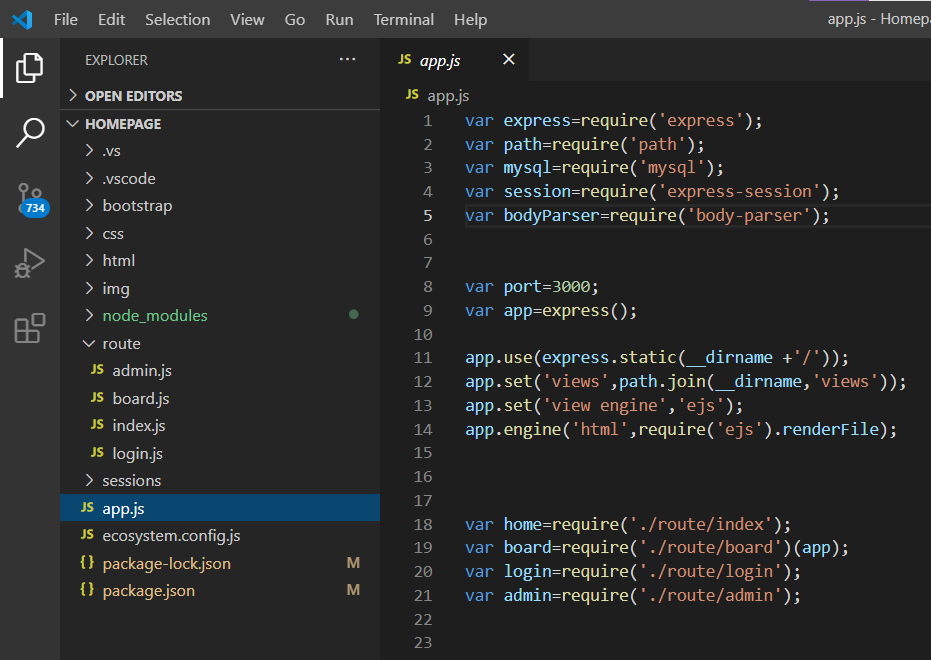 File Edit Selection View Go Run Terminal Help app.js - Homepa
EXPLORER ...
OPEN EDITORS
HOMEPAGE
.vs
.vscode
bootstrap
css
html
img
node_modules
route
JS admin.js
JS board.js
JS index.js
JS login.js
sessions
JS app.js
JS ecosystem.config.js
{} package-lock.json M
{} package.json M
734
JS app.js ×
JS app.js
1 var express=require('express');
2 var path=require('path');
3 var mysql=require('mysql');
4 var session=require('express-session');
5 var bodyParser=require('body-parser');
6
7
8 var port=3000;
9 var app=express();
10
11 app.use(express.static(__dirname +'/'));
12 app.set('views',path.join(__dirname,'views'));
13 app.set('view engine','ejs');
14 app.engine('html',require('ejs').renderFile);
15
16
17
18 var home=require('./route/index');
19 var board=require('./route/board')(app);
20 var login=require('./route/login');
21 var admin=require('./route/admin');
22
23